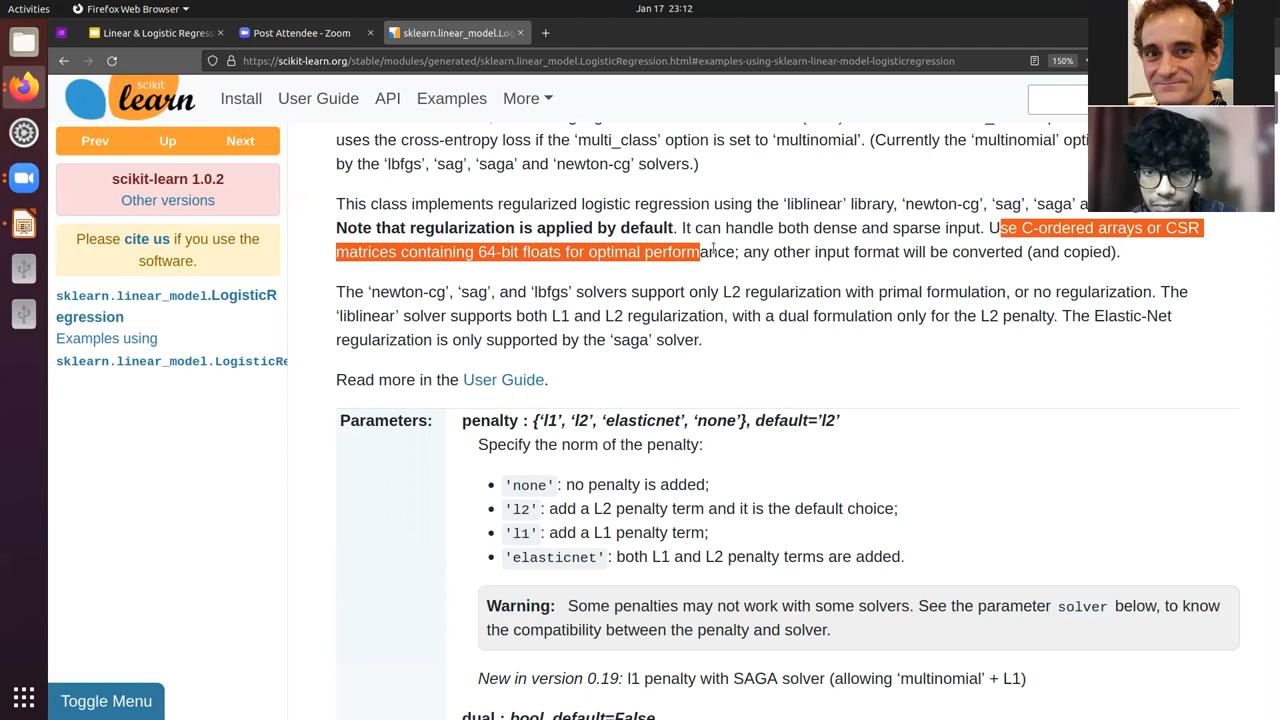 Activities
Firefox Web Browser
Jan 17 23:12
Linear & Logistic Regres
Post Attendee - Zoom
sklearn.linear_model.Log
https://scikit-learn.org/stable/modules/generated/sklearn.linear_model.LogisticRegression.html#examples-using-sklearn-linear-model-logisticregression
150%
scikit
learn
Install
User Guide
API
Examples
More
Prev
Up
Next
scikit-learn 1.0.2
Other versions
Please cite us if you use the
software.
sklearn.linear_model.LogisticR
egression
Examples using
sklearn.linear_model.LogisticRe
uses the cross-entropy loss if the ‘multi_class’ option is set to ‘multinomial’. (Currently the ‘multinomial’ opti
by the ‘lbfgs’, ‘sag’, ‘saga’ and ‘newton-cg’ solvers.)
This class implements regularized logistic regression using the ‘liblinear’ library, ‘newton-cg’, ‘sag’, ‘saga’ a
Note that regularization is applied by default. It can handle both dense and sparse input. Use C-ordered arrays or CSR
matrices containing 64-bit floats for optimal performance; any other input format will be converted (and copied).
The ‘newton-cg’, ‘sag’, and ‘lbfgs’ solvers support only L2 regularization with primal formulation, or no regularization. The
‘liblinear’ solver supports both L1 and L2 regularization, with a dual formulation only for the L2 penalty. The Elastic-Net
regularization is only supported by the ‘saga’ solver.
Read more in the User Guide.
Parameters:
penalty : {‘l1’, ‘l2’, ‘elasticnet’, ‘none’}, default=’l2’
Specify the norm of the penalty:
• 'none': no penalty is added;
• 'l2': add a L2 penalty term and it is the default choice;
• 'l1': add a L1 penalty term;
• 'elasticnet': both L1 and L2 penalty terms are added.
Warning: Some penalties may not work with some solvers. See the parameter solver below, to know
the compatibility between the penalty and solver.
New in version 0.19: l1 penalty with SAGA solver (allowing ‘multinomial’ + L1)
dual : bool, default=False
Toggle Menu